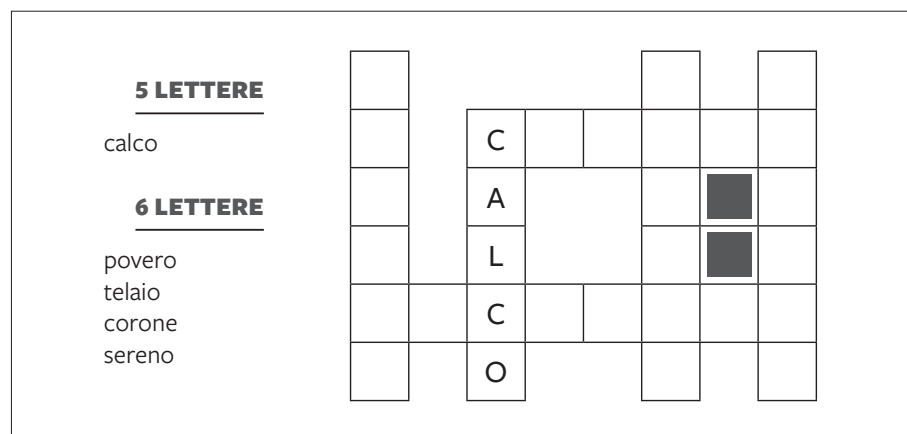 5 LETTERE
calco
6 LETTERE
povero
telaio
corone
sereno
C
A
L
C
O